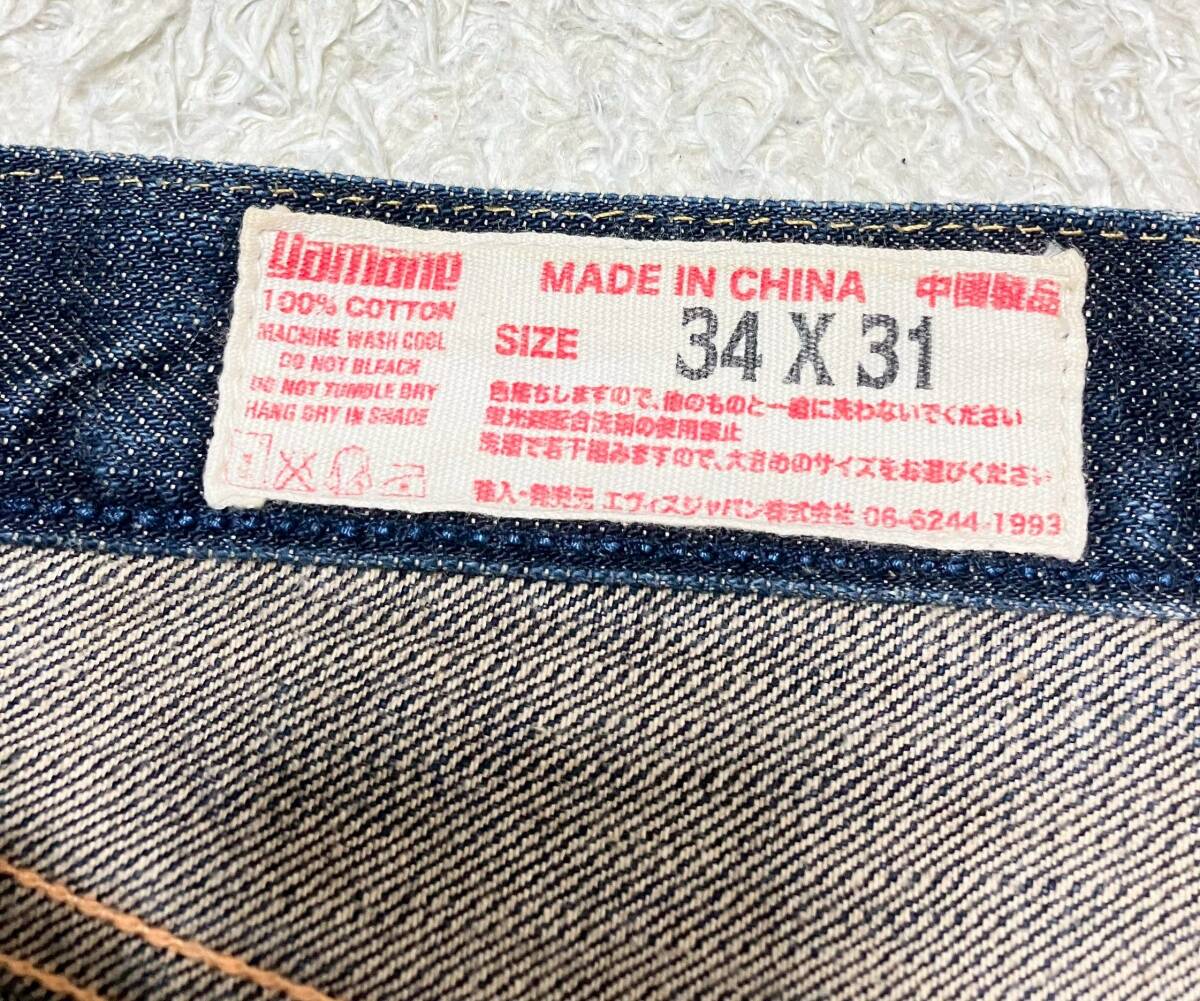 yamane
100% COTTON
MACHINE WASH COOL
DO NOT BLEACH
DO NOT TUMBLE DRY
HANG DRY IN SHADE
MADE IN CHINA 中國製品
SIZE 34 X 31
色落ちしますので、他のものと一緒に洗わないでください
蛍光剤配合洗剤の使用禁止
洗濯で若干縮みますので、大きめのサイズをお選びください
輸入・発売元 エヴィスジャパン株式会社 06-6244-1993